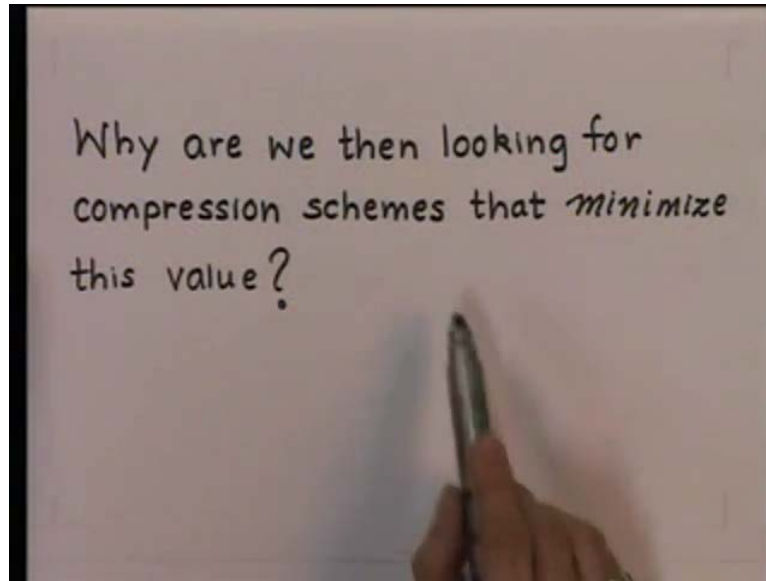 Why are we then looking for
compression schemes that minimize
this value?